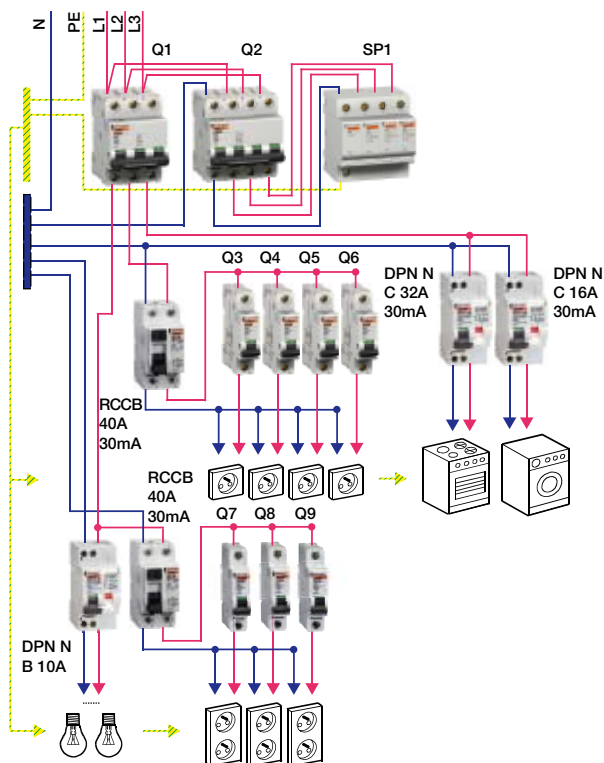 N
PE
L1
L2
L3
Q1
Q2
SP1
Q3
Q4
Q5
Q6
DPN N
C 32A
30mA
DPN N
C 16A
30mA
RCCB
40A
30mA
RCCB
40A
30mA
Q7
Q8
Q9
DPN N
B 10A